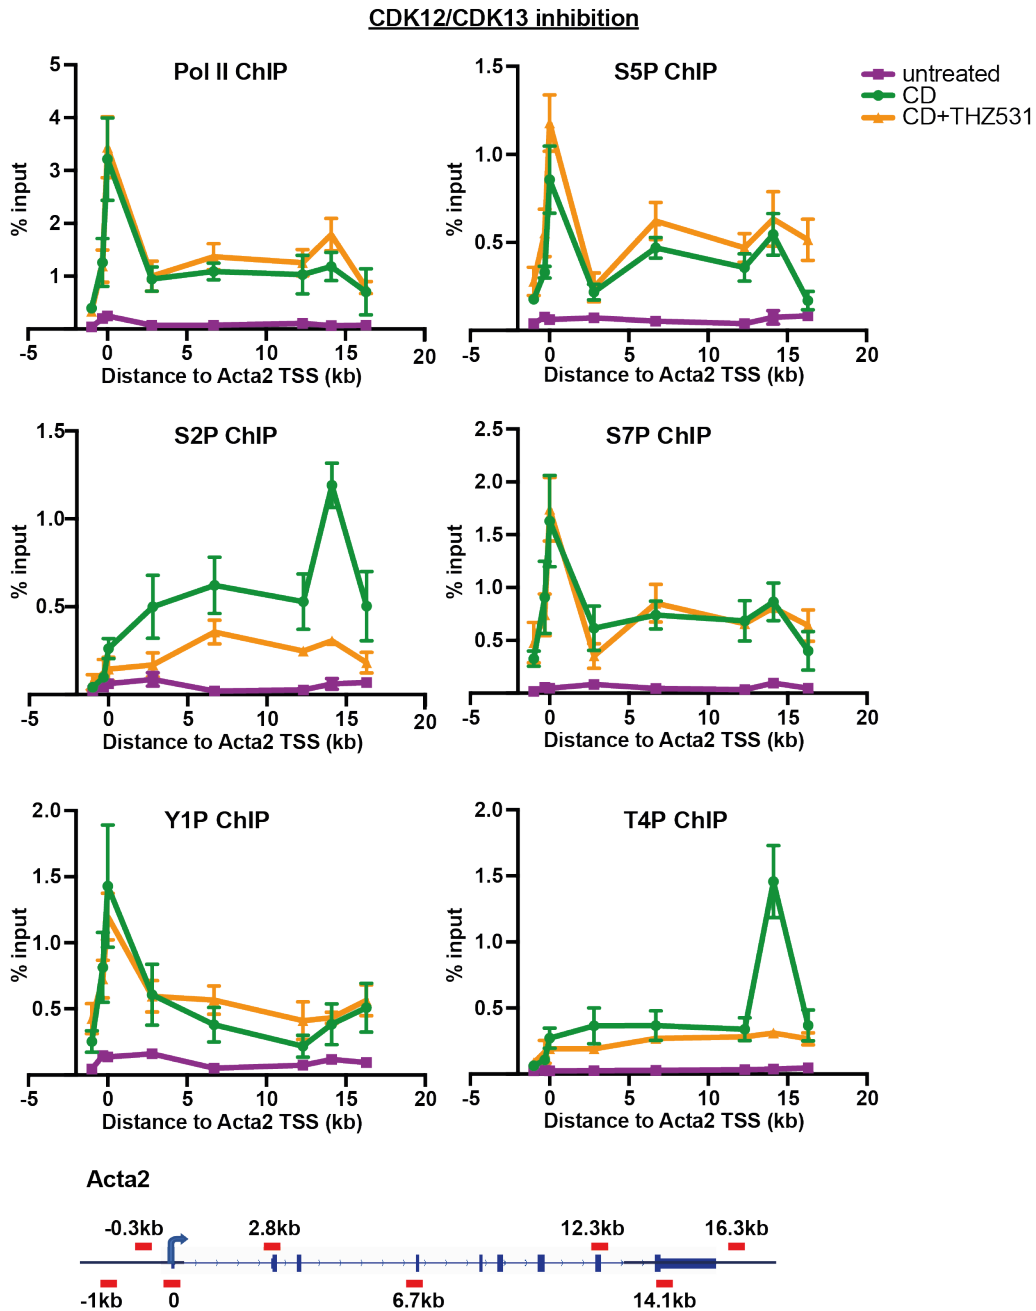 CDK12/CDK13 inhibition
Pol II ChIP
5
4
3
2
1
% input
-5 0 5 10 15 20
Distance to Acta2 TSS (kb)
S5P ChIP
1.5
1.0
0.5
% input
-5 0 5 10 15 20
Distance to Acta2 TSS (kb)
untreated
CD
CD+THZ531
S2P ChIP
1.5
1.0
0.5
% input
-5 0 5 10 15 20
Distance to Acta2 TSS (kb)
S7P ChIP
2.5
2.0
1.5
1.0
0.5
% input
-5 0 5 10 15 20
Distance to Acta2 TSS (kb)
Y1P ChIP
2.0
1.5
1.0
0.5
% input
-5 0 5 10 15 20
Distance to Acta2 TSS (kb)
T4P ChIP
2.0
1.5
1.0
0.5
% input
-5 0 5 10 15 20
Distance to Acta2 TSS (kb)
Acta2
-0.3kb 2.8kb 12.3kb 16.3kb
-1kb 0 6.7kb 14.1kb